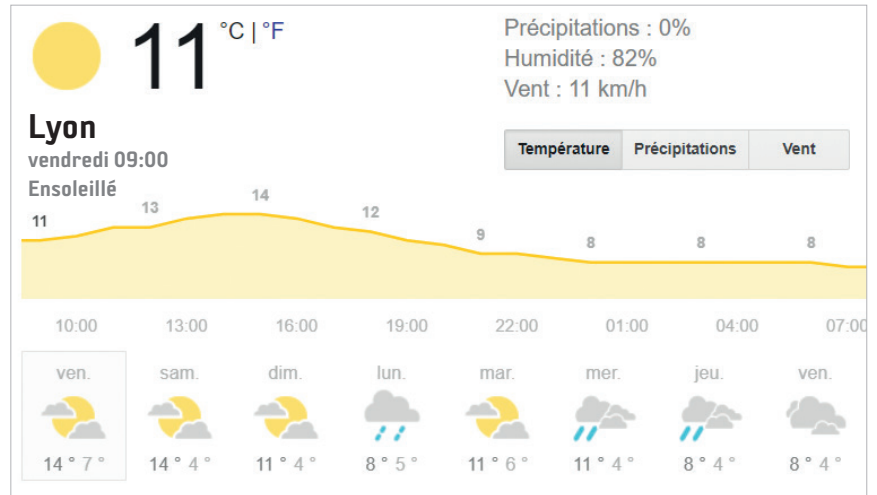 11 °C | °F
Précipitations : 0%
Humidité : 82%
Vent : 11 km/h
Lyon
vendredi 09:00
Ensoleillé
Température Précipitations Vent
11 13 14 12 9 8 8 8
10:00 13:00 16:00 19:00 22:00 01:00 04:00 07:00
ven. sam. dim. lun. mar. mer. jeu. ven.
14 ° 7 ° 14 ° 4 ° 11 ° 4 ° 8 ° 5 ° 11 ° 6 ° 11 ° 4 ° 8 ° 4 ° 8 ° 4 °